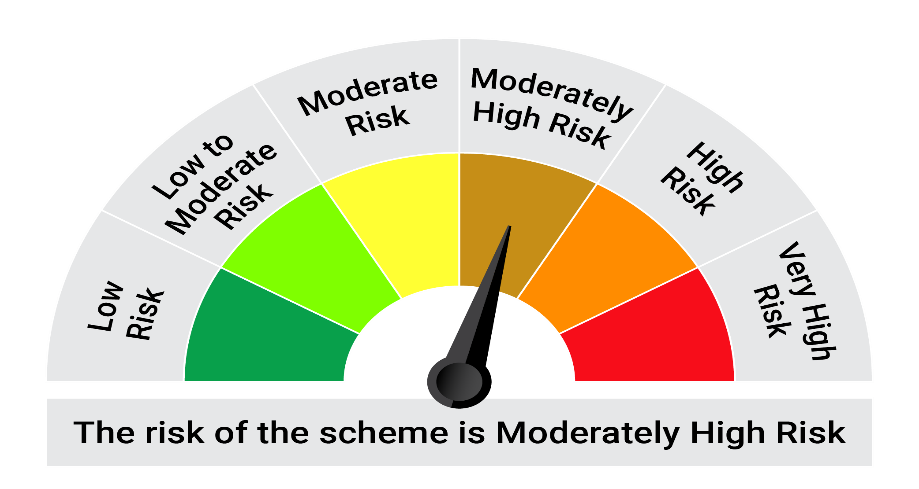 Low
Risk
Low to
Moderate
Risk
Moderate
Risk
Moderately
High Risk
High
Risk
Very High
Risk
The risk of the scheme is Moderately High Risk